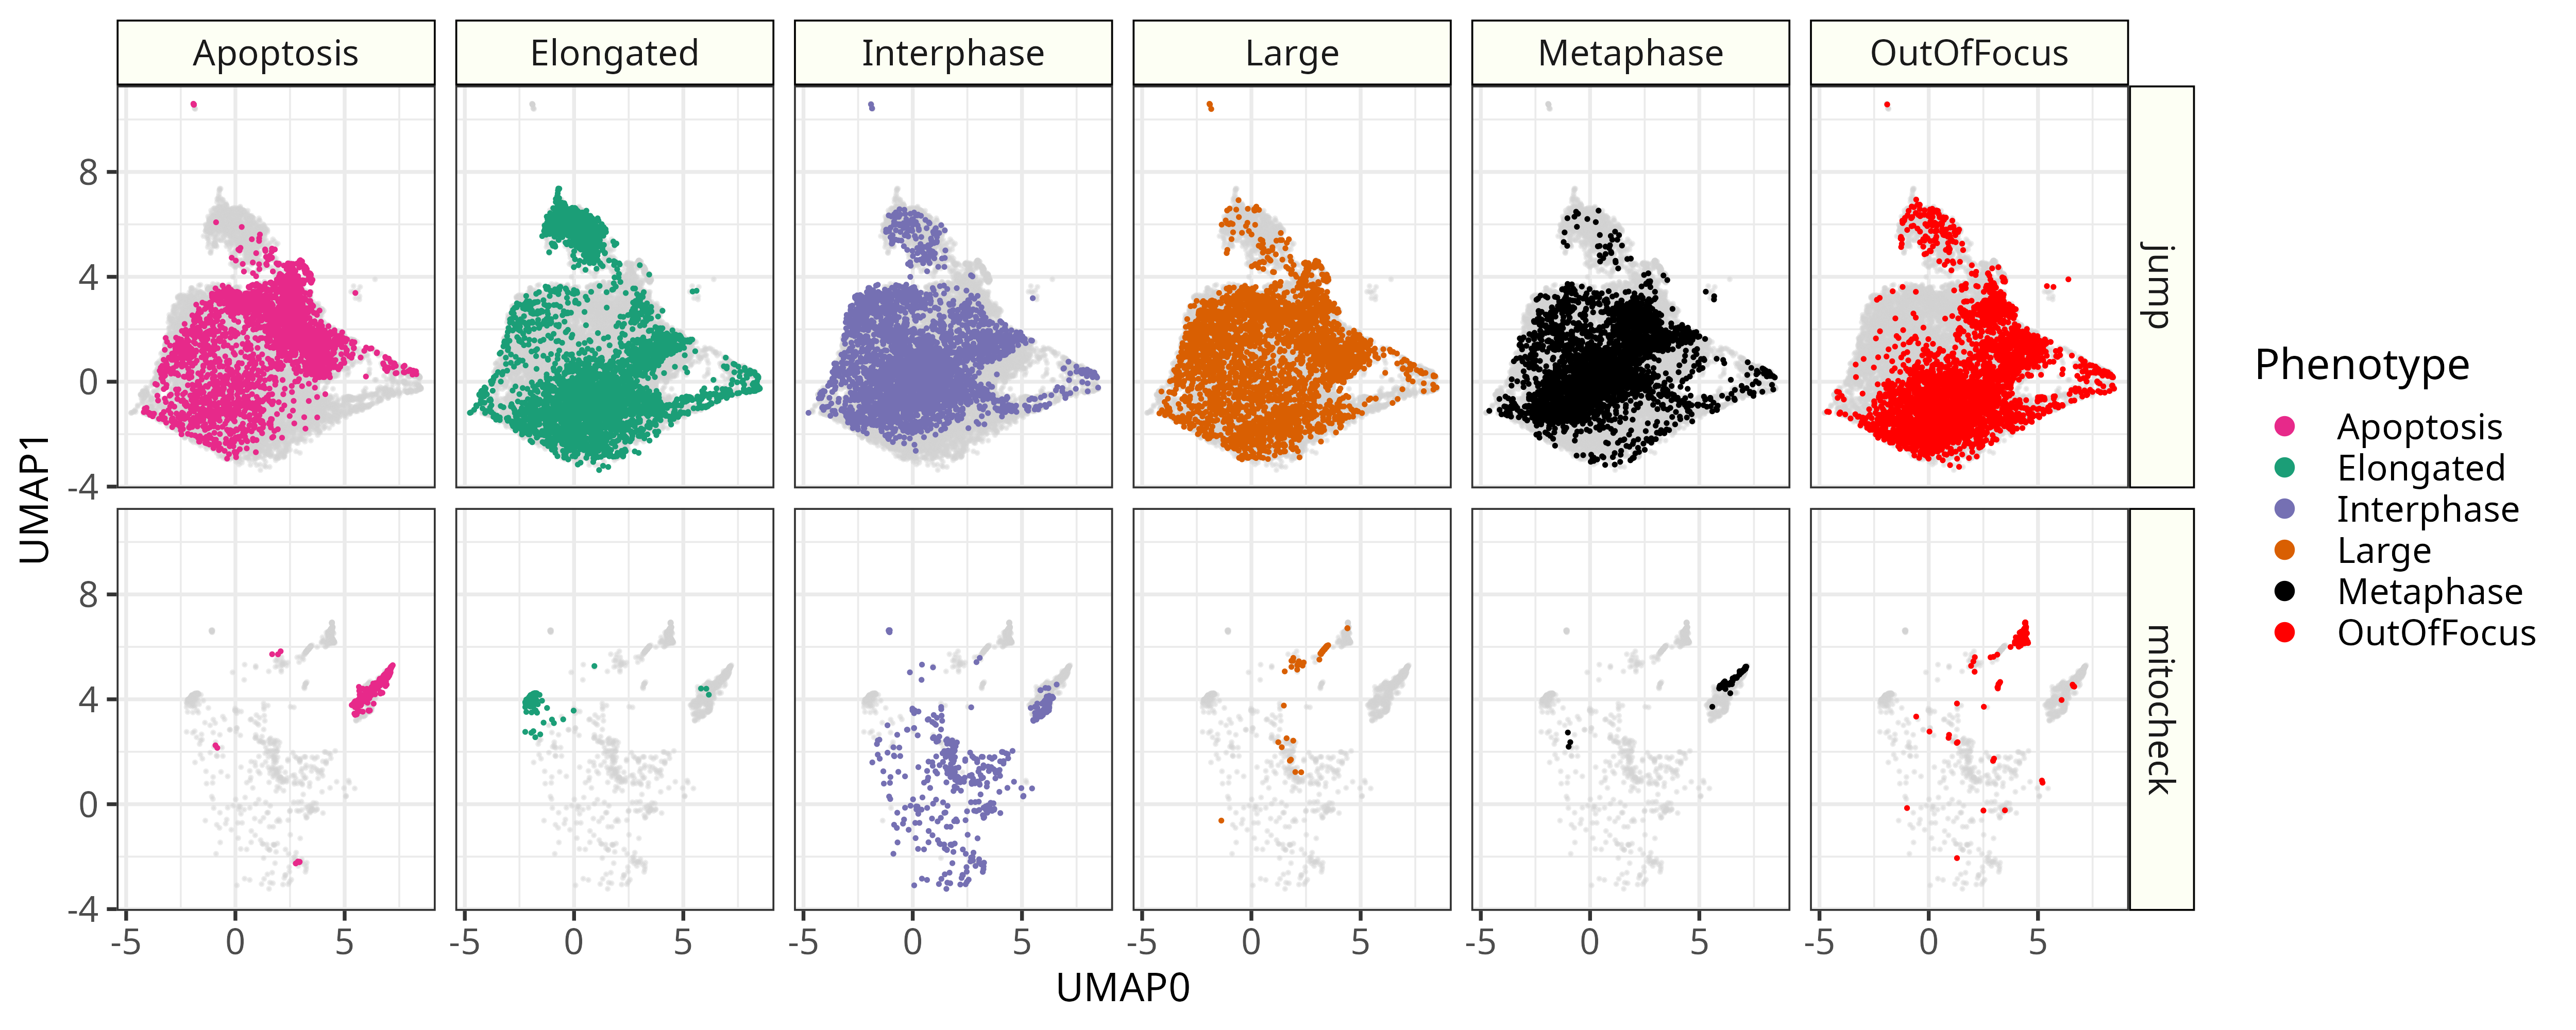 Apoptosis Elongated Interphase Large Metaphase OutOfFocus
8
4
0
-4
jump
8
4
0
-4
mitocheck
-5 0 5 -5 0 5 -5 0 5 -5 0 5 -5 0 5 -5 0 5
UMAP0
UMAP1
Phenotype
Apoptosis
Elongated
Interphase
Large
Metaphase
OutOfFocus